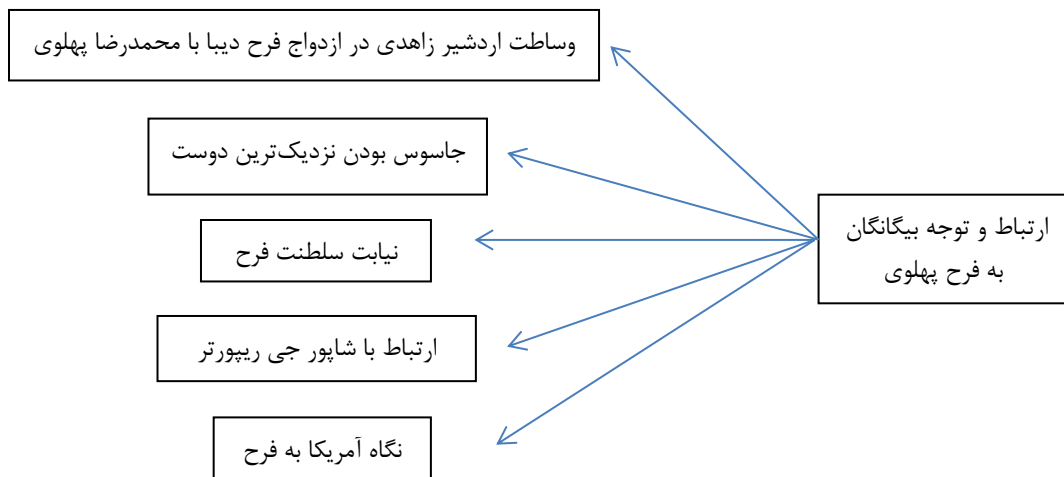 وساطت اردشیر زاهدی در ازدواج فرح دیبا با محمدرضا پهلوی
جاسوس بودن نزدیک‌ترین دوست
ارتباط و توجه بیگانگان
به فرح پهلوی
نیابت سلطنت فرح
ارتباط با شاپور جی ریپورتر
نگاه آمریکا به فرح